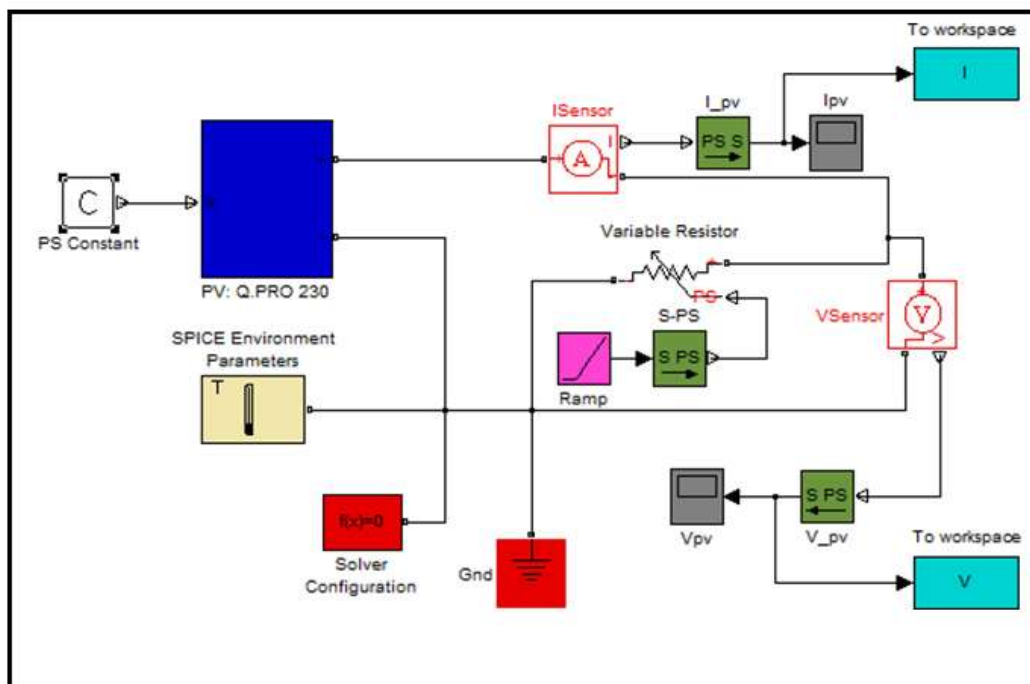 To workspace
I
ISensor
I_pv
Ipv
A
I
PS S
C
PS Constant
PV: Q.PRO 230
Variable Resistor
PS
S-PS
VSensor
V
SPICE Environment
Parameters
T
S PS
Ramp
f(x)=0
Solver
Configuration
Gnd
Vpv
S PS
V_pv
To workspace
V